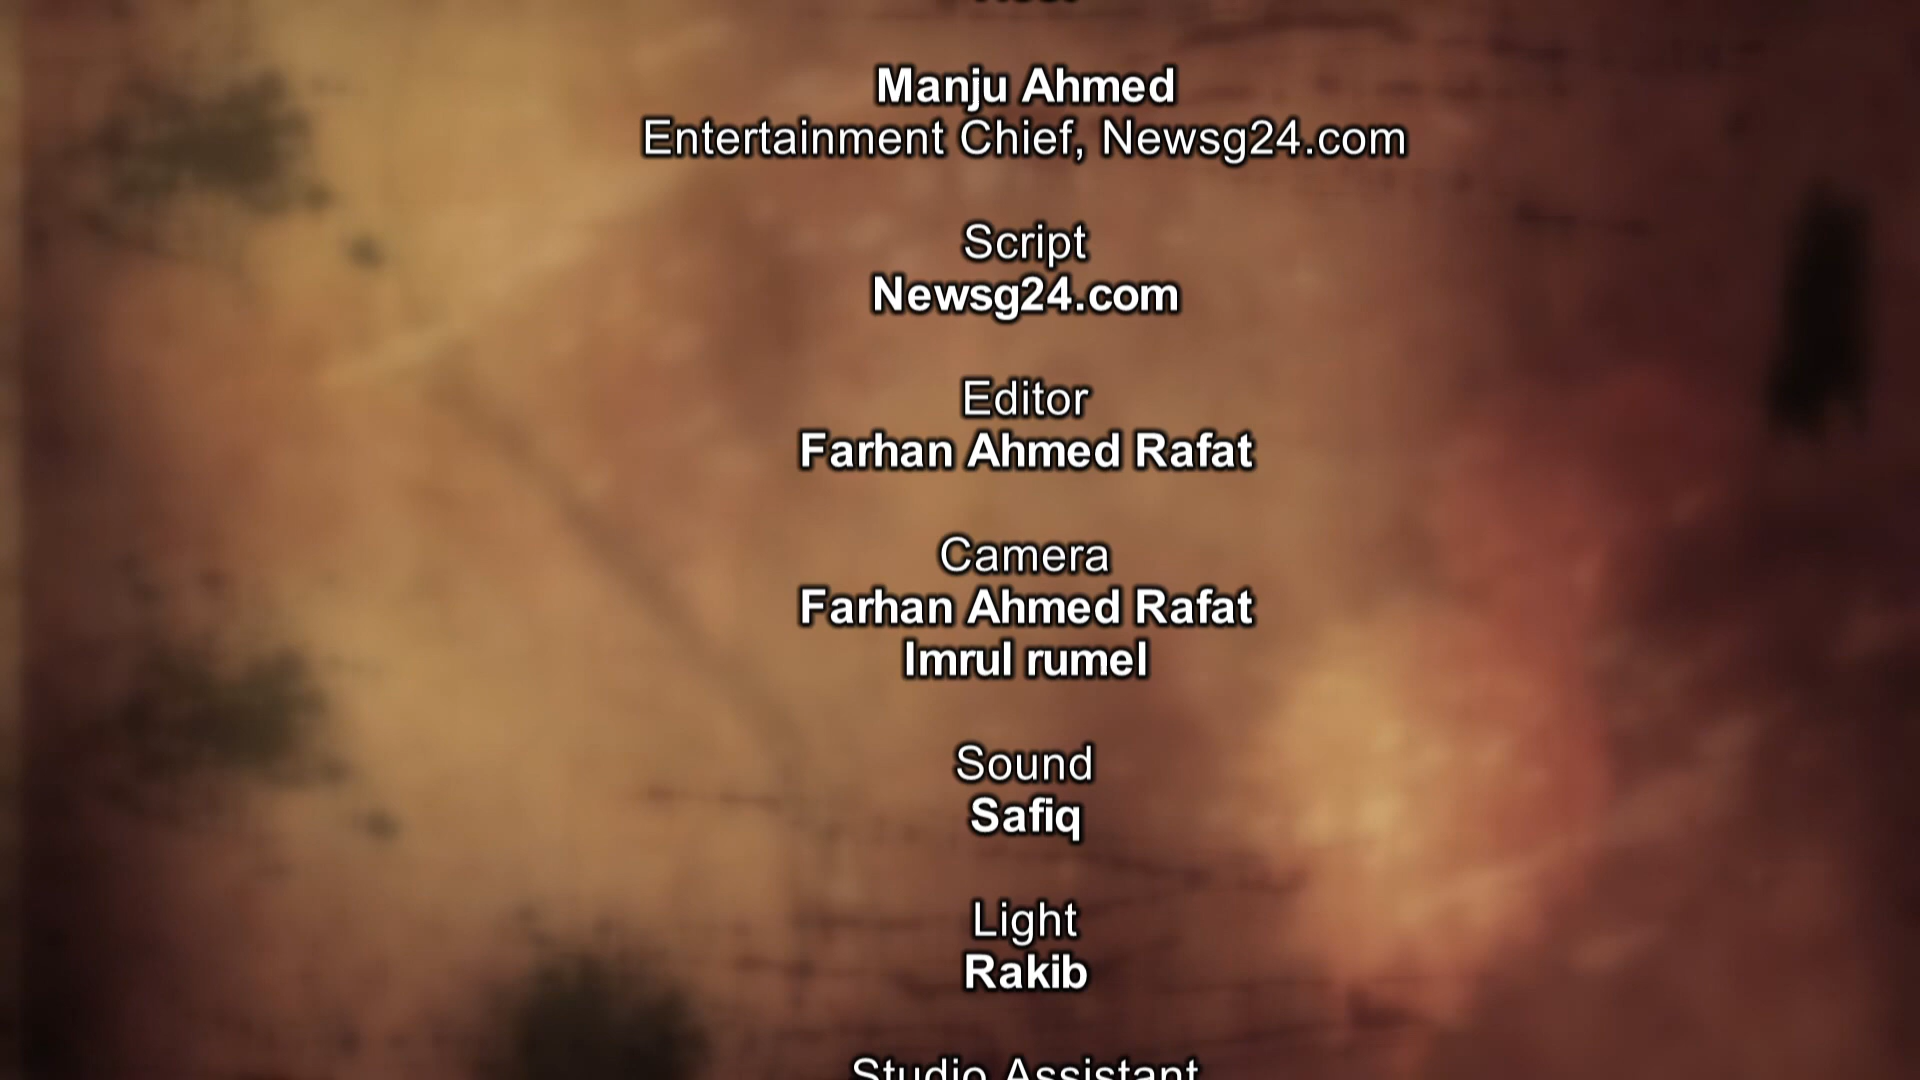 Manju Ahmed
Entertainment Chief, Newsg24.com
Script
Newsg24.com
Editor
Farhan Ahmed Rafat
Camera
Farhan Ahmed Rafat
Imrul rumel
Sound
Safiq
Light
Rakib
Studio Assistant